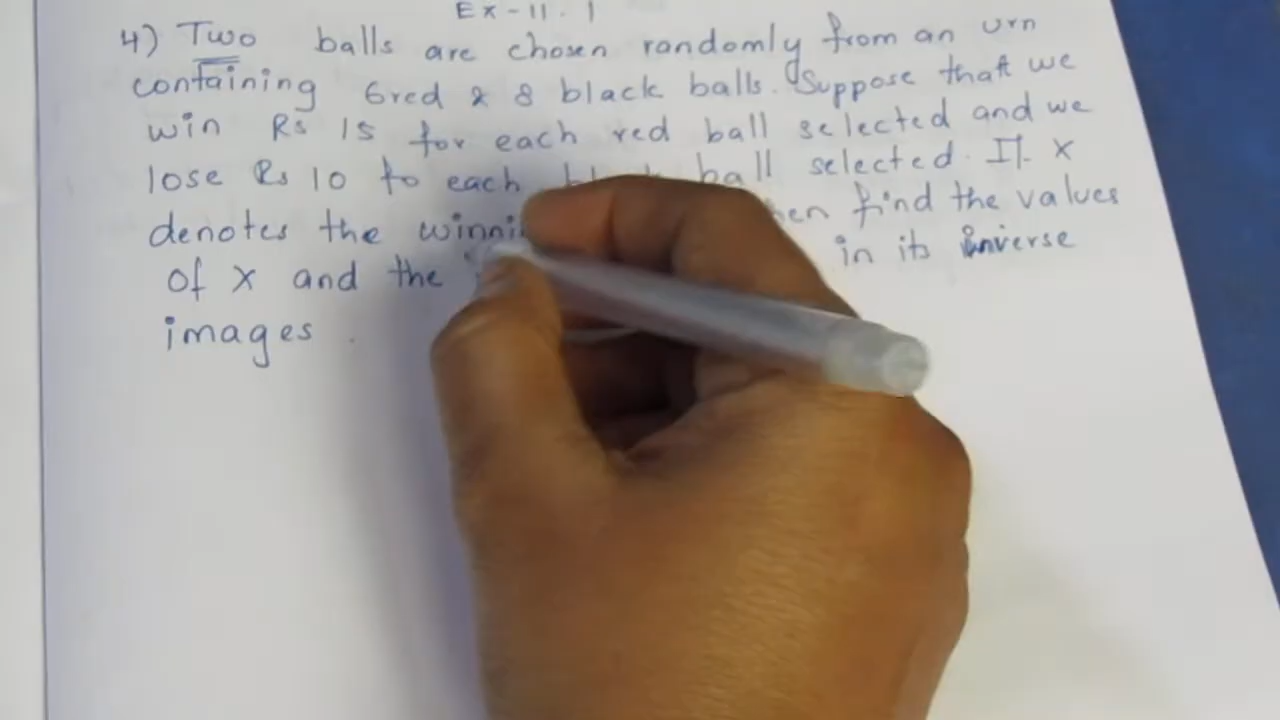 Ex-11.1
4) Two balls are chosen randomly from an urn
containing 6red & 8 black balls. Suppose that we
win Rs 15 for each red ball selected and we
lose Rs 10 to each ball selected. If X
denotes the find the values
of X and the in its inverse
images.